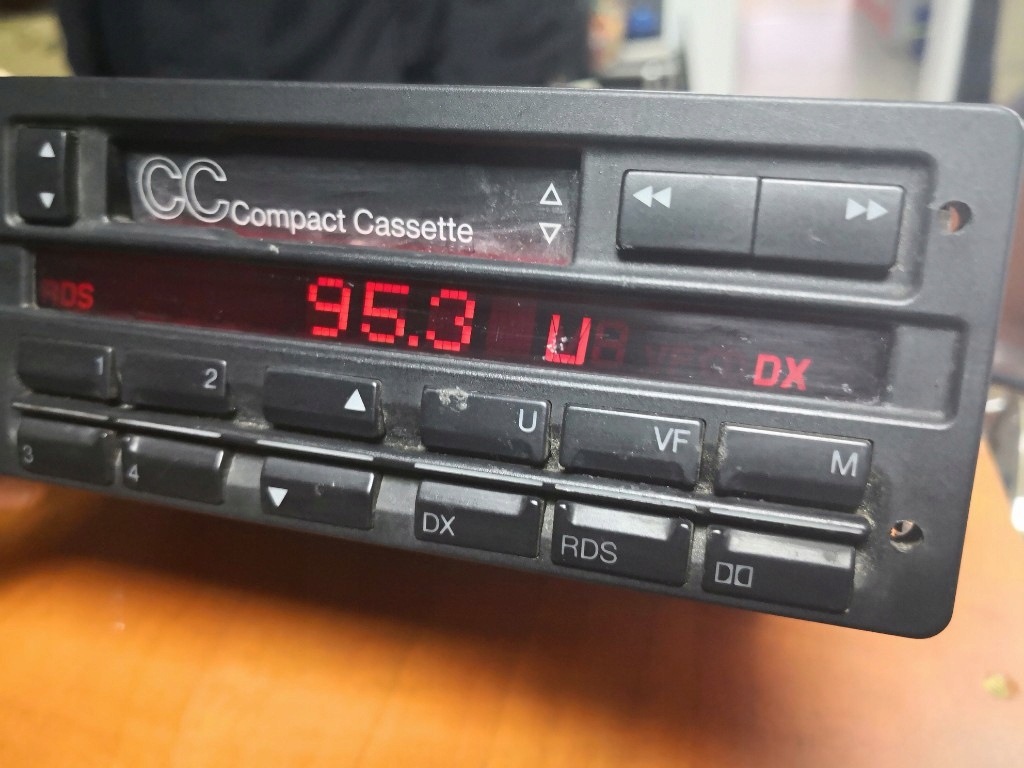 CC Compact Cassette
RDS 95.3 U DX
1 2 U VF M
3 4 DX RDS